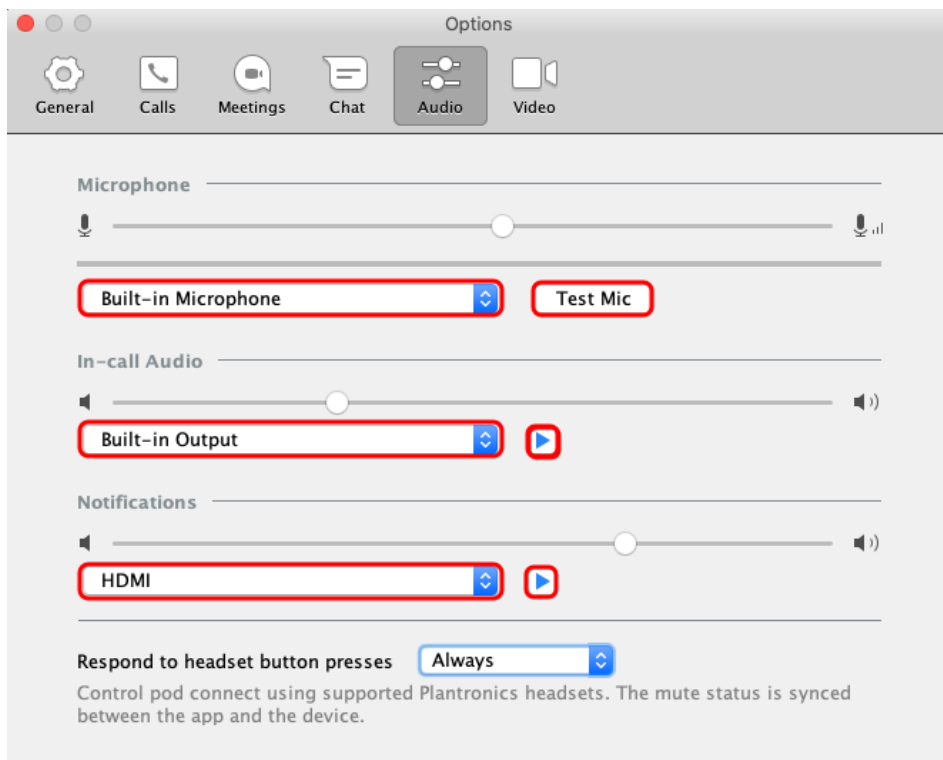 Options
General Calls Meetings Chat Audio Video
Microphone
Built-in Microphone Test Mic
In-call Audio
Built-in Output
Notifications
HDMI
Respond to headset button presses Always
Control pod connect using supported Plantronics headsets. The mute status is synced
between the app and the device.